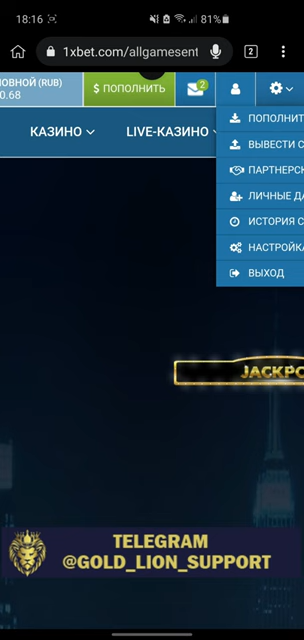 18:16 81%
1xbet.com/allgamesent 2
НОВНОЙ (RUB)
0.68
$ ПОПОЛНИТЬ
2
КАЗИНО LIVE-КАЗИНО
ПОПОЛНИТ
ВЫВЕСТИ С
ПАРТНЕРСК
ЛИЧНЫЕ ДА
ИСТОРИЯ С
НАСТРОЙКА
ВЫХОД
JACKPO
TELEGRAM
@GOLD_LION_SUPPORT